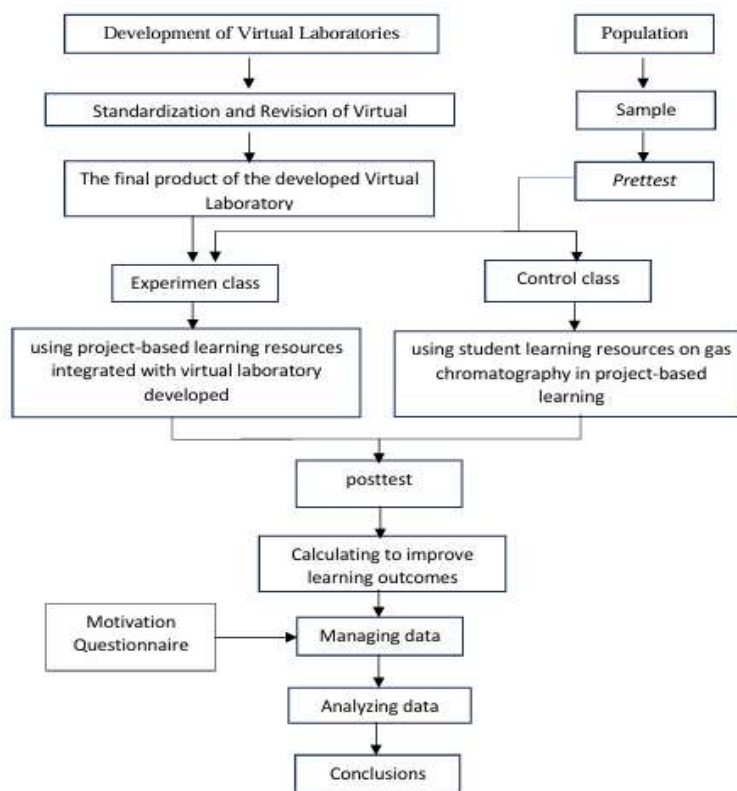 Development of Virtual Laboratories
Population
Standardization and Revision of Virtual
Sample
The final product of the developed Virtual
Laboratory
Prettest
Experimen class
Control class
using project-based learning resources
integrated with virtual laboratory
developed
using student learning resources on gas
chromatography in project-based
learning
posttest
Calculating to improve
learning outcomes
Motivation
Questionnaire
Managing data
Analyzing data
Conclusions